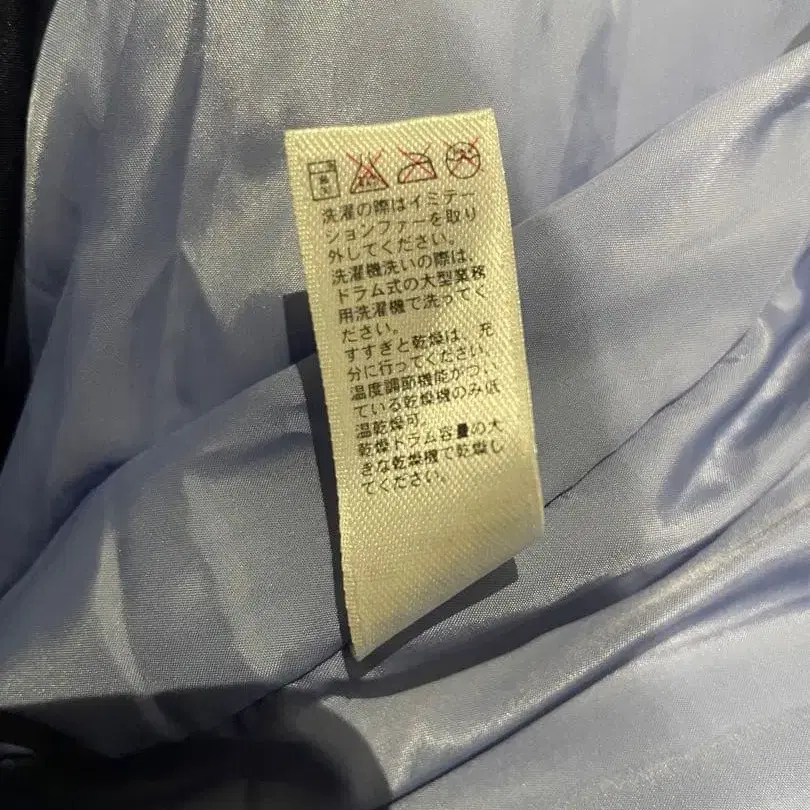 洗濯の際はイミテー
ションファーを取り
外してください。
洗濯機洗いの際は、
ドラム式の大型業務
用洗濯機で洗ってく
ださい。
すすぎと乾燥は、充
分に行ってください。
温度調節機能がつい
ている乾燥機のみ低
温乾燥可。
乾燥ドラム容量の大
きな乾燥機で乾燥し
てください。